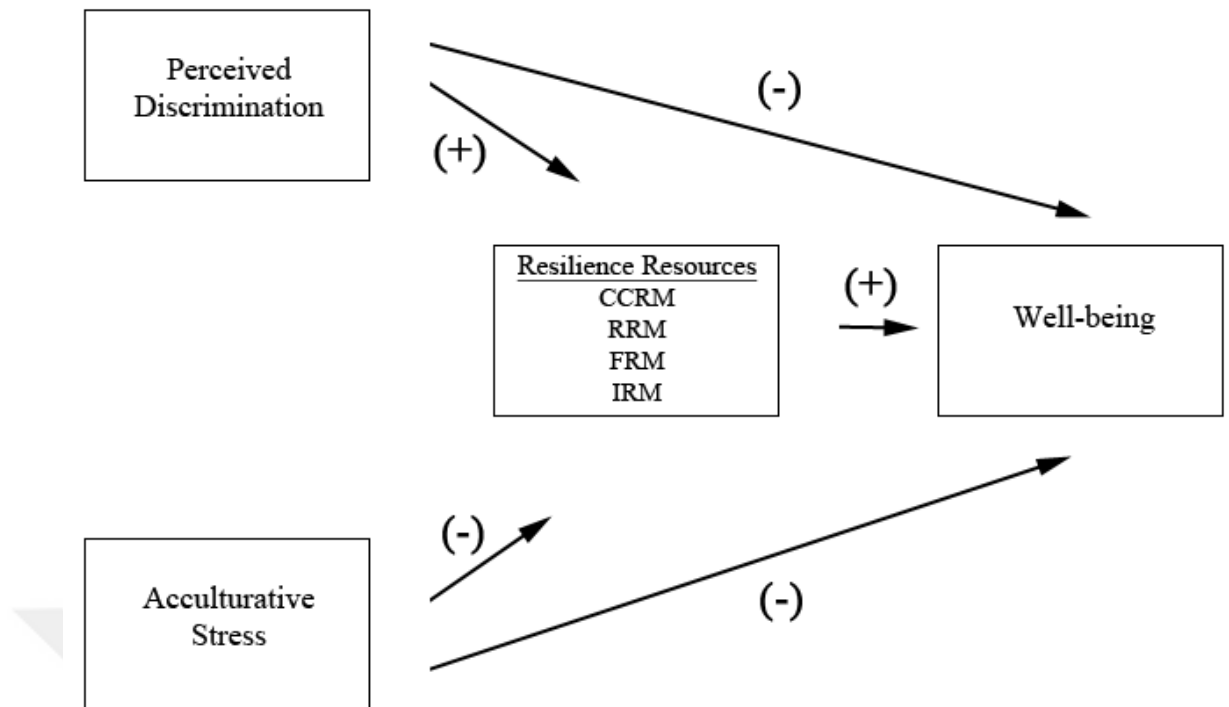 Perceived
Discrimination
(-)
(+)
Resilience Resources
CCRM
RRM
FRM
IRM
(+)
Well-being
(-)
Acculturative
Stress
(-)